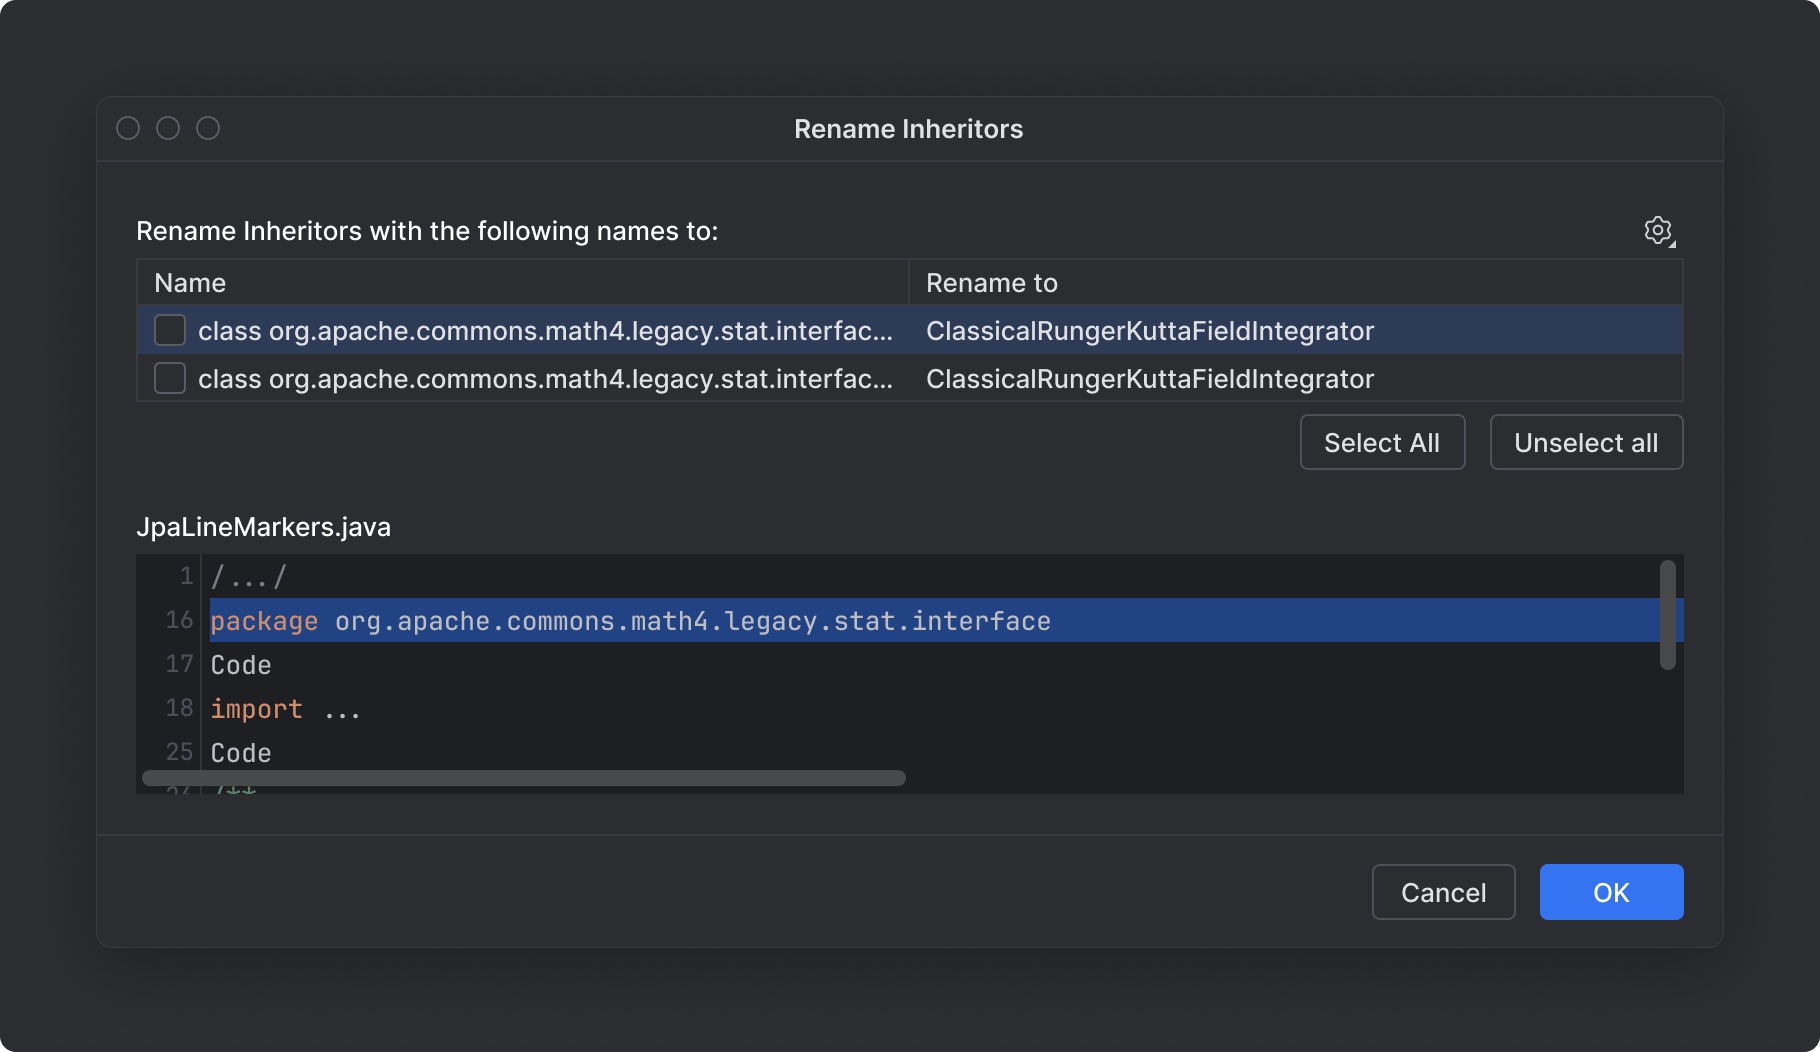 Rename Inheritors
Rename Inheritors with the following names to:
Name Rename to
class org.apache.commons.math4.legacy.stat.interfac... ClassicalRungerKuttaFieldIntegrator
class org.apache.commons.math4.legacy.stat.interfac... ClassicalRungerKuttaFieldIntegrator
Select All Unselect all
JpaLineMarkers.java
1 /.../
16 package org.apache.commons.math4.legacy.stat.interface
17 Code
18 import ...
25 Code
26 /**
Cancel OK